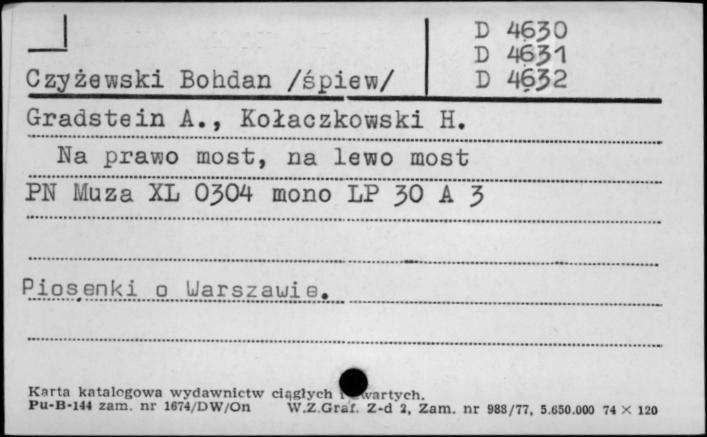 D 4630
D 4631
D 4632
Czyżewski Bohdan /śpiew/
Gradstein A., Kołaczkowski H.
Na prawo most, na lewo most
PN Muza XL 0304 mono LP 30 A 3
Piosenki o Warszawie.
Karta katalogowa wydawnictw ciągłych i zwartych.
Pu-B-144 zam. nr 1674/DW/On W.Z.Graf. Z-d 2, Zam. nr 988/77, 5.650.000 74 × 120